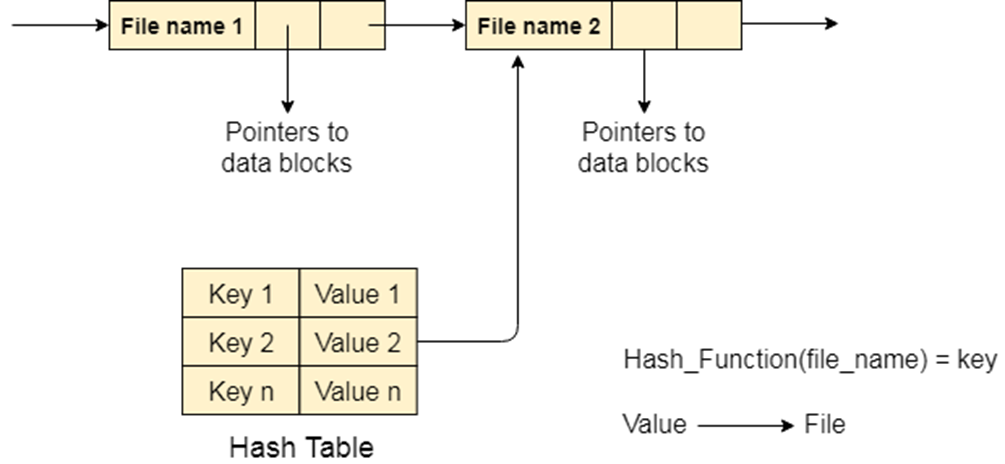 File name 1
File name 2
Pointers to
data blocks
Pointers to
data blocks
Key 1 Value 1
Key 2 Value 2
Key n Value n
Hash Table
Hash_Function(file_name) = key
Value File